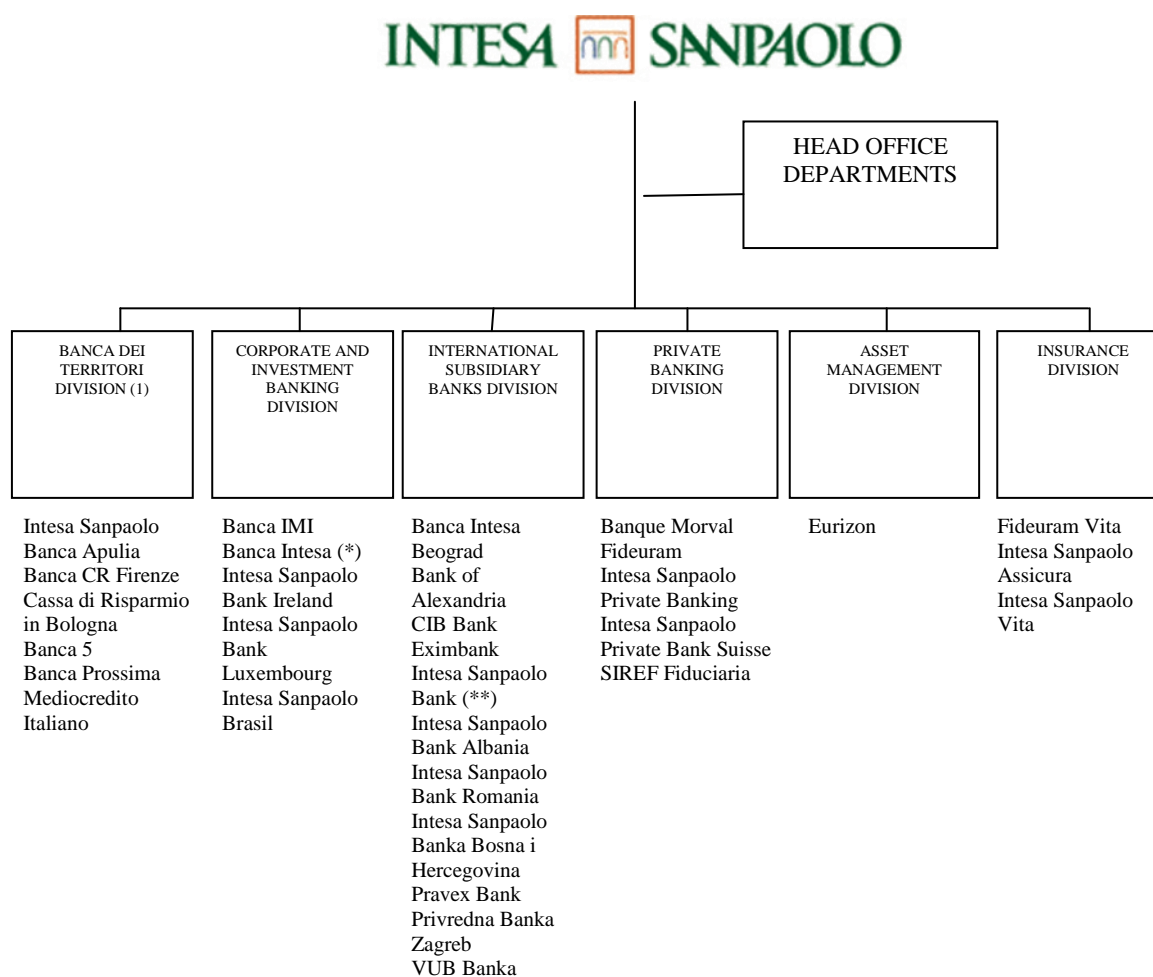 INTESA SANPAOLO
HEAD OFFICE
DEPARTMENTS
BANCA DEI
TERRITORI
DIVISION (1)
CORPORATE AND
INVESTMENT
BANKING
DIVISION
INTERNATIONAL
SUBSIDIARY
BANKS DIVISION
PRIVATE
BANKING
DIVISION
ASSET
MANAGEMENT
DIVISION
INSURANCE
DIVISION
Intesa Sanpaolo
Banca Apulia
Banca CR Firenze
Cassa di Risparmio
in Bologna
Banca 5
Banca Prossima
Mediocredito
Italiano
Banca IMI
Banca Intesa (*)
Intesa Sanpaolo
Bank Ireland
Intesa Sanpaolo
Bank
Luxembourg
Intesa Sanpaolo
Brasil
Banca Intesa
Beograd
Bank of
Alexandria
CIB Bank
Eximbank
Intesa Sanpaolo
Bank (**)
Intesa Sanpaolo
Bank Albania
Intesa Sanpaolo
Bank Romania
Intesa Sanpaolo
Banka Bosna i
Hercegovina
Pravex Bank
Privredna Banka
Zagreb
VUB Banka
Banque Morval
Fideuram
Intesa Sanpaolo
Private Banking
Intesa Sanpaolo
Private Bank Suisse
SIREF Fiduciaria
Eurizon
Fideuram Vita
Intesa Sanpaolo
Assicura
Intesa Sanpaolo
Vita